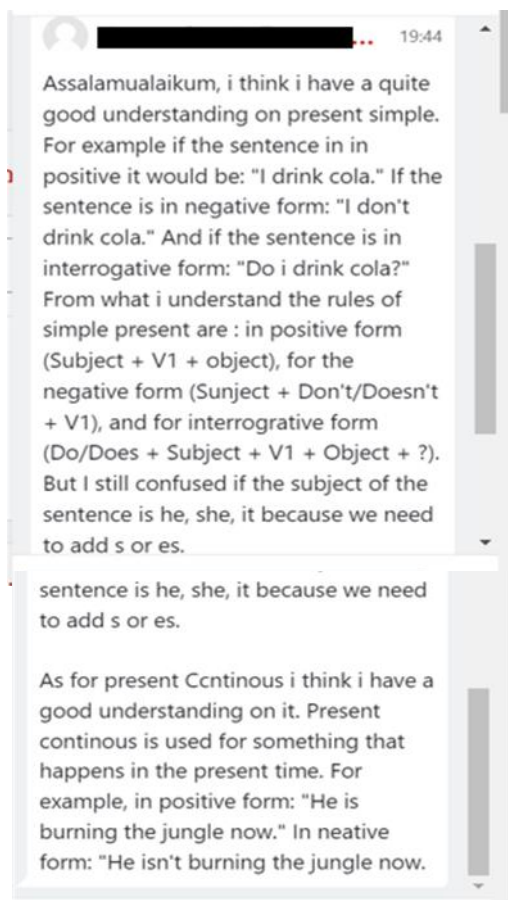 19:44
Assalamualaikum, i think i have a quite
good understanding on present simple.
For example if the sentence in in
positive it would be: "I drink cola." If the
sentence is in negative form: "I don't
drink cola." And if the sentence is in
interrogative form: "Do i drink cola?"
From what i understand the rules of
simple present are : in positive form
(Subject + V1 + object), for the
negative form (Sunject + Don't/Doesn't
+ V1), and for interrogrative form
(Do/Does + Subject + V1 + Object + ?).
But I still confused if the subject of the
sentence is he, she, it because we need
to add s or es.
sentence is he, she, it because we need
to add s or es.
As for present Ccntinous i think i have a
good understanding on it. Present
continous is used for something that
happens in the present time. For
example, in positive form: "He is
burning the jungle now." In neative
form: "He isn't burning the jungle now.